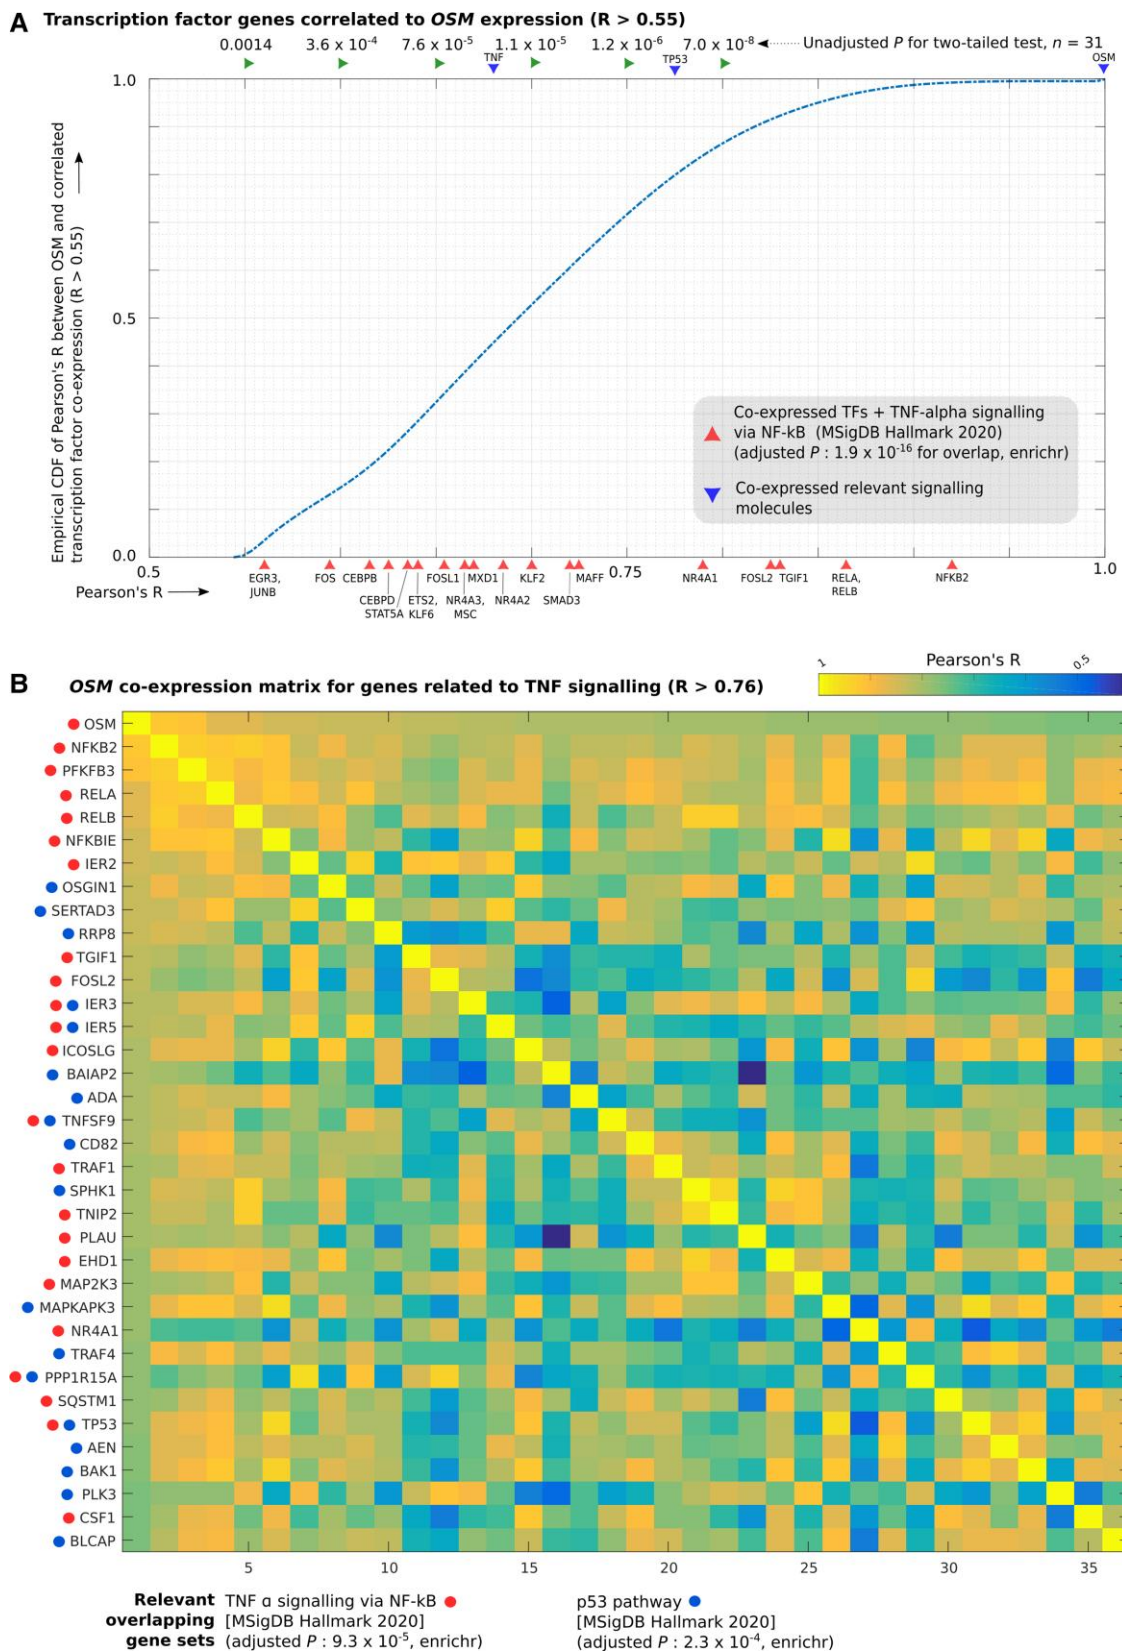 A Transcription factor genes correlated to OSM expression (R > 0.55)
0.0014 3.6 x 10⁻⁴ 7.6 x 10⁻⁵ 1.1 x 10⁻⁵ 1.2 x 10⁻⁶ 7.0 x 10⁻⁸ Unadjusted P for two-tailed test, n = 31
TNF TP53 OSM
1.0
0.5
0.0
Empirical CDF of Pearson's R between OSM and correlated
transcription factor co-expression (R > 0.55)
Co-expressed TFs + TNF-alpha signalling
via NF-kB (MSigDB Hallmark 2020)
(adjusted P : 1.9 x 10⁻¹⁶ for overlap, enrichr)
Co-expressed relevant signalling
molecules
0.5 0.75 1.0
Pearson's R
EGR3,
JUNB
FOS
CEBPB
CEBPD
STAT5A
ETS2,
KLF6
FOSL1
NR4A3,
MSC
MXD1
NR4A2
KLF2
SMAD3
MAFF
NR4A1
FOSL2
TGIF1
RELA,
RELB
NFKB2
B OSM co-expression matrix for genes related to TNF signalling (R > 0.76)
Pearson's R
1 0.5
OSM
NFKB2
PFKFB3
RELA
RELB
NFKBIE
IER2
OSGIN1
SERTAD3
RRP8
TGIF1
FOSL2
IER3
IER5
ICOSLG
BAIAP2
ADA
TNFSF9
CD82
TRAF1
SPHK1
TNIP2
PLAU
EHD1
MAP2K3
MAPKAPK3
NR4A1
TRAF4
PPP1R15A
SQSTM1
TP53
AEN
BAK1
PLK3
CSF1
BLCAP
5 10 15 20 25 30 35
Relevant
overlapping
gene sets
TNF α signalling via NF-kB
[MSigDB Hallmark 2020]
(adjusted P : 9.3 x 10⁻⁵, enrichr)
p53 pathway
[MSigDB Hallmark 2020]
(adjusted P : 2.3 x 10⁻⁴, enrichr)